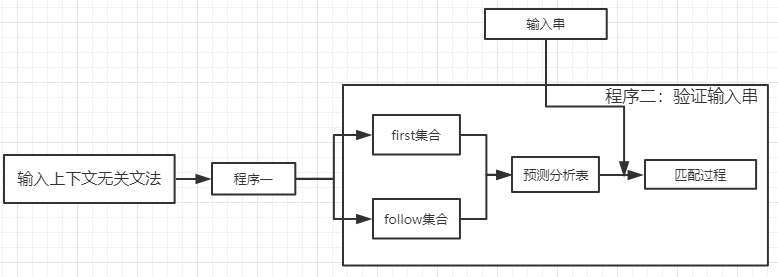 输入串
程序二：验证输入串
first集合
输入上下文无关文法
程序一
预测分析表
匹配过程
follow集合